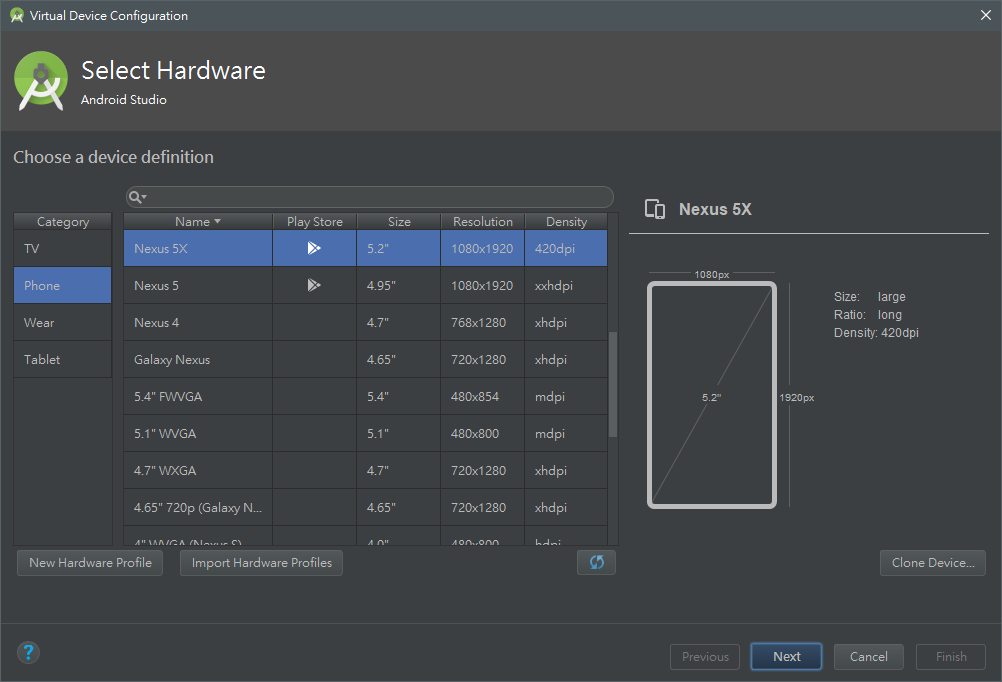 Virtual Device Configuration
Select Hardware
Android Studio
Choose a device definition
Category
TV
Phone
Wear
Tablet
Name Play Store Size Resolution Density
Nexus 5X 5.2" 1080x1920 420dpi
Nexus 5 4.95" 1080x1920 xxhdpi
Nexus 4 4.7" 768x1280 xhdpi
Galaxy Nexus 4.65" 720x1280 xhdpi
5.4" FWVGA 5.4" 480x854 mdpi
5.1" WVGA 5.1" 480x800 mdpi
4.7" WXGA 4.7" 720x1280 xhdpi
4.65" 720p (Galaxy N... 4.65" 720x1280 xhdpi
4" WVGA (Nexus S) 4.0" 480x800 hdpi
New Hardware Profile Import Hardware Profiles
Nexus 5X
1080px
5.2"
1920px
Size: large
Ratio: long
Density: 420dpi
Clone Device...
?
Previous Next Cancel Finish